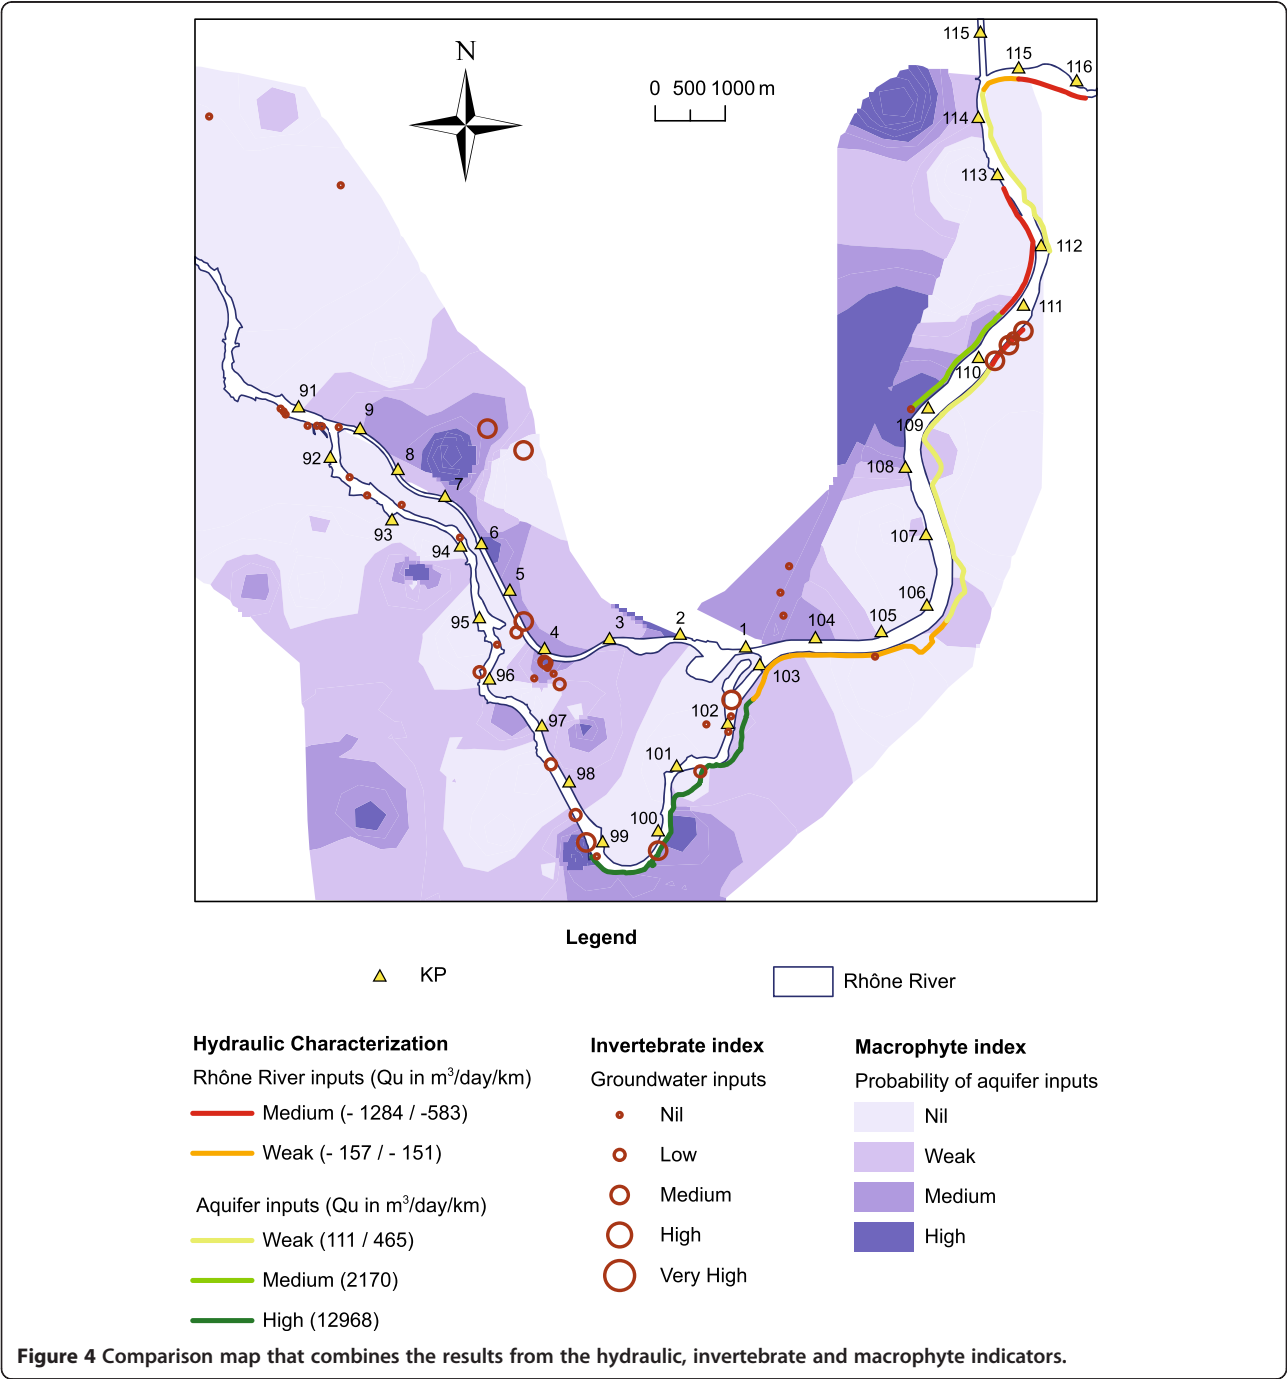 N
0 500 1000 m
115
115
116
114
113
112
111
110
109
108
107
106
105
104
103
1
2
3
4
5
6
7
8
9
91
92
93
94
95
96
97
98
99
100
101
102
Legend
KP
Rhône River
Hydraulic Characterization
Rhône River inputs (Qu in m³/day/km)
Medium (- 1284 / -583)
Weak (- 157 / - 151)
Aquifer inputs (Qu in m³/day/km)
Weak (111 / 465)
Medium (2170)
High (12968)
Invertebrate index
Groundwater inputs
Nil
Low
Medium
High
Very High
Macrophyte index
Probability of aquifer inputs
Nil
Weak
Medium
High
Figure 4 Comparison map that combines the results from the hydraulic, invertebrate and macrophyte indicators.